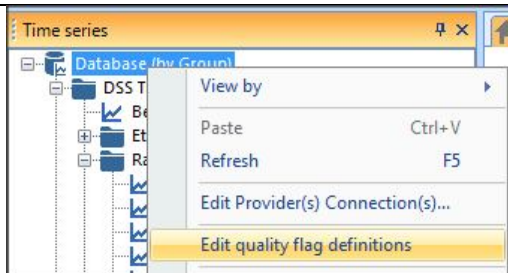 Time series
Database (by Group)
DSS T
View by
Be
Paste Ctrl+V
Et
Refresh F5
Ra
Edit Provider(s) Connection(s)...
Edit quality flag definitions